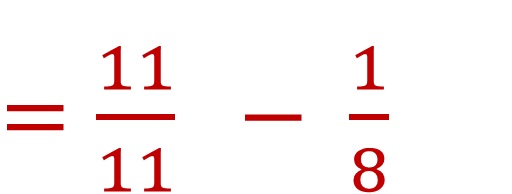 = 11/11 − 1/8